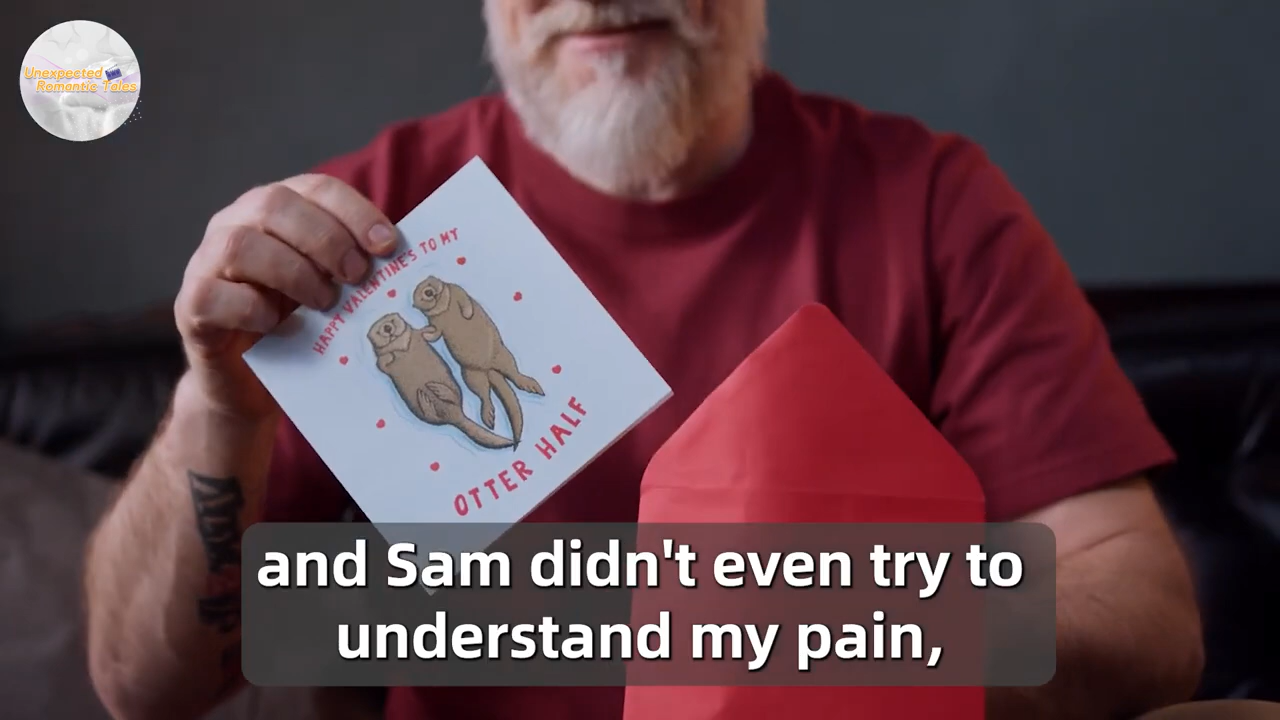 Unexpected
Romantic Tales
HAPPY VALENTINE'S TO MY
OTTER HALF
and Sam didn't even try to
understand my pain,